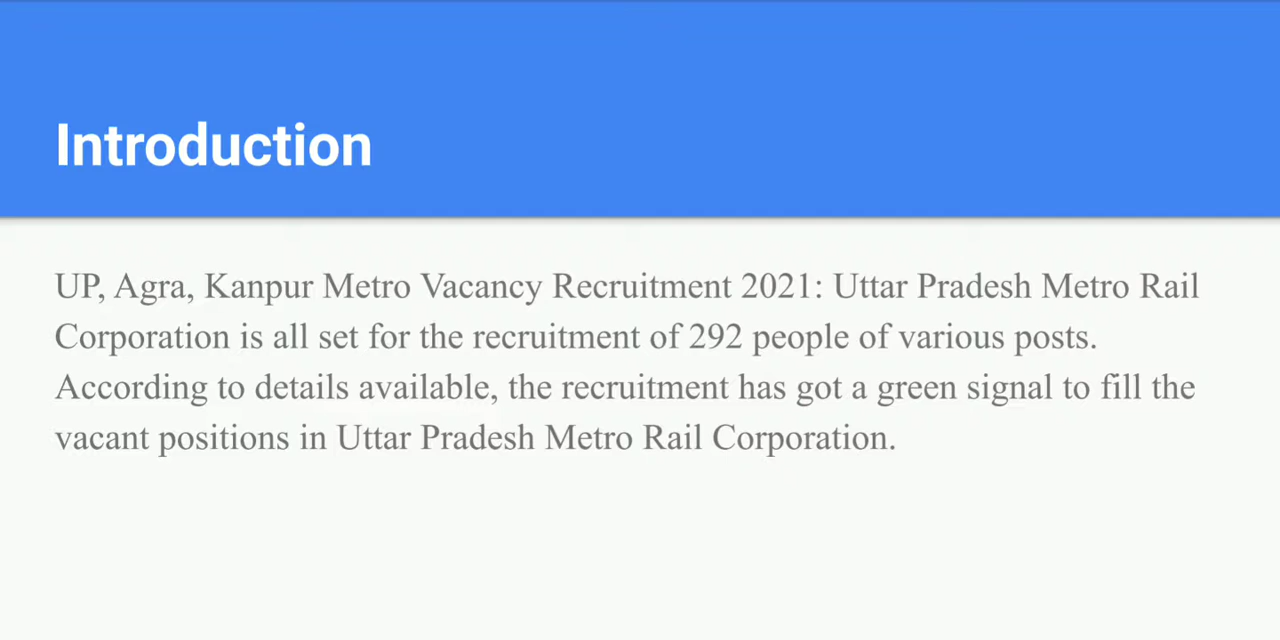 Introduction
UP, Agra, Kanpur Metro Vacancy Recruitment 2021: Uttar Pradesh Metro Rail
Corporation is all set for the recruitment of 292 people of various posts.
According to details available, the recruitment has got a green signal to fill the
vacant positions in Uttar Pradesh Metro Rail Corporation.